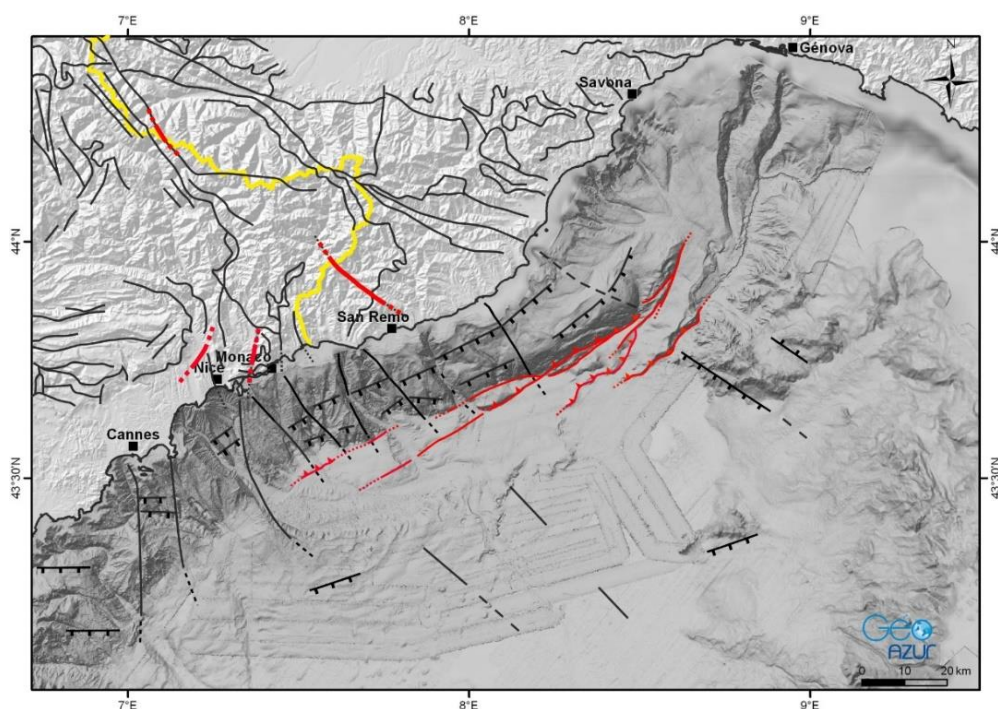 7°E
8°E
9°E
Génova
N
Savona
44°N
44°N
San Remo
Monaco
Nice
Cannes
43°30'N
43°30'N
Geo
AZUR
0 10 20 km
7°E
8°E
9°E